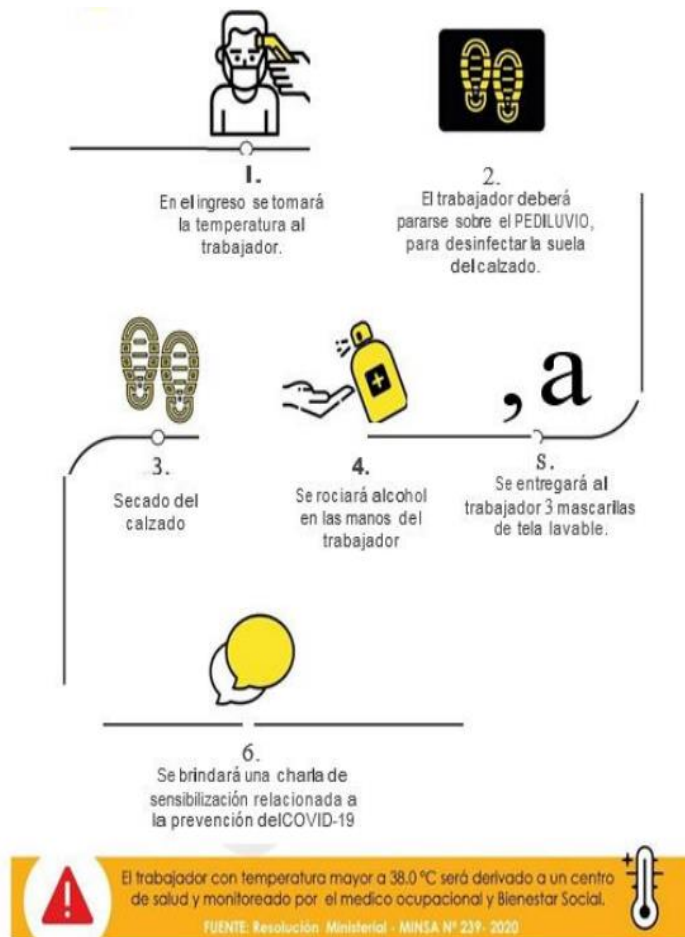 1.
En el ingreso se tomará
la temperatura al
trabajador.
2.
El trabajador deberá
pararse sobre el PEDILUVIO,
para desinfectar la suela
del calzado.
3.
Secado del
calzado
4.
Se rociará alcohol
en las manos del
trabajador
,a
S.
Se entregará al
trabajador 3 mascarillas
de tela lavable.
6.
Se brindará una charla de
sensibilización relacionada a
la prevención delCOVID-19
El trabajador con temperatura mayor a 38.0 ºC será derivado a un centro
de salud y monitoreado por el medico ocupacional y Bienestar Social.
FUENTE: Resolución Ministerial - MINSA Nº 239- 2020